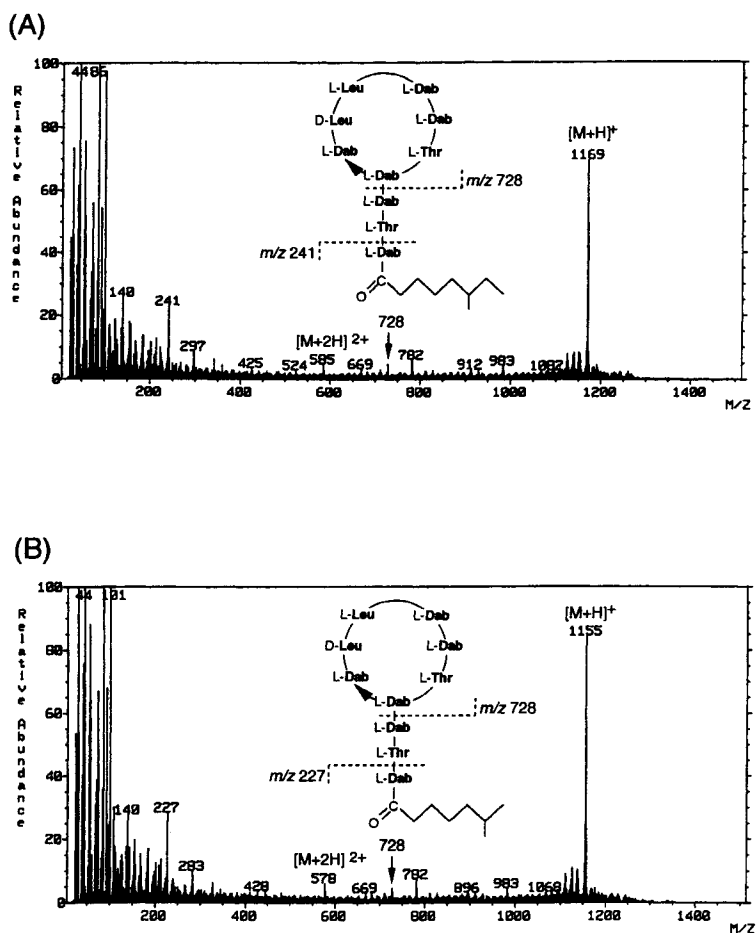 (A)
Relative Abundance
100
80
60
40
20
0
44 85
140
241
297
425
524
[M+2H] 2+
585
669
728
782
912
983
1082
[M+H]+
1169
L-Leu
L-Dab
D-Leu
L-Dab
L-Dab
L-Thr
L-Dab
m/z 728
L-Dab
L-Thr
m/z 241
L-Dab
C
O
200
400
600
800
1000
1200
1400
M/Z
(B)
Relative Abundance
100
80
60
40
20
0
44 101
140
227
283
428
[M+2H] 2+
578
669
728
782
896
983
1068
[M+H]+
1155
L-Leu
L-Dab
D-Leu
L-Dab
L-Dab
L-Thr
L-Dab
m/z 728
L-Dab
L-Thr
m/z 227
L-Dab
C
O
200
400
600
800
1000
1200
1400
M/Z